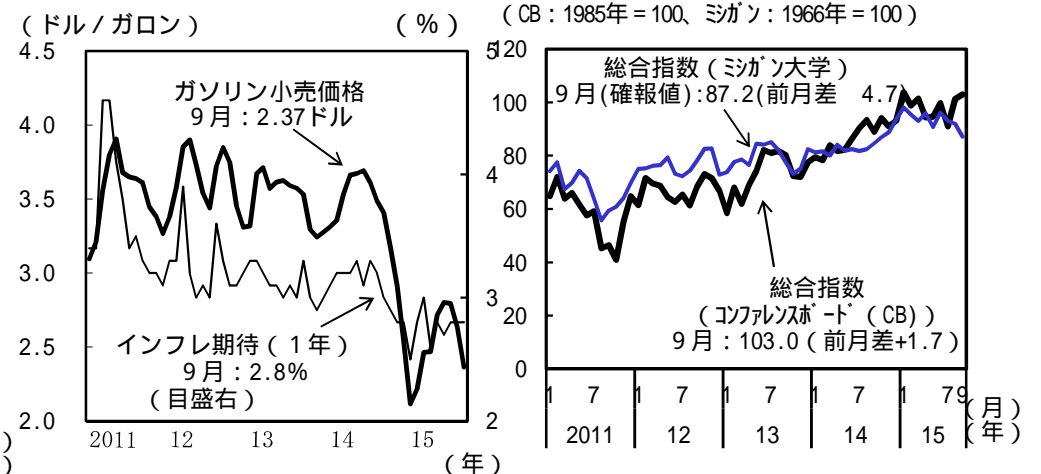 （ドル／ガロン）
（％）
4.5
4.0
3.5
3.0
2.5
2.0
5
4
3
2
ガソリン小売価格
９月：2.37ドル
インフレ期待（１年）
９月：2.8%
（目盛右）
2011 12 13 14 15
（年）
）
）
（CB：1985年＝100、ﾐｼｶﾞﾝ：1966年＝100）
120
100
80
60
40
20
0
総合指数（ﾐｼｶﾞﾝ大学）
９月(確報値):87.2(前月差 4.7)
総合指数
（ｺﾝﾌｧﾚﾝｽﾎﾞｰﾄﾞ（CB））
９月：103.0（前月差+1.7）
1 7 1 7 1 7 1 7 1 7 9
（月）
2011 12 13 14 15
（年）